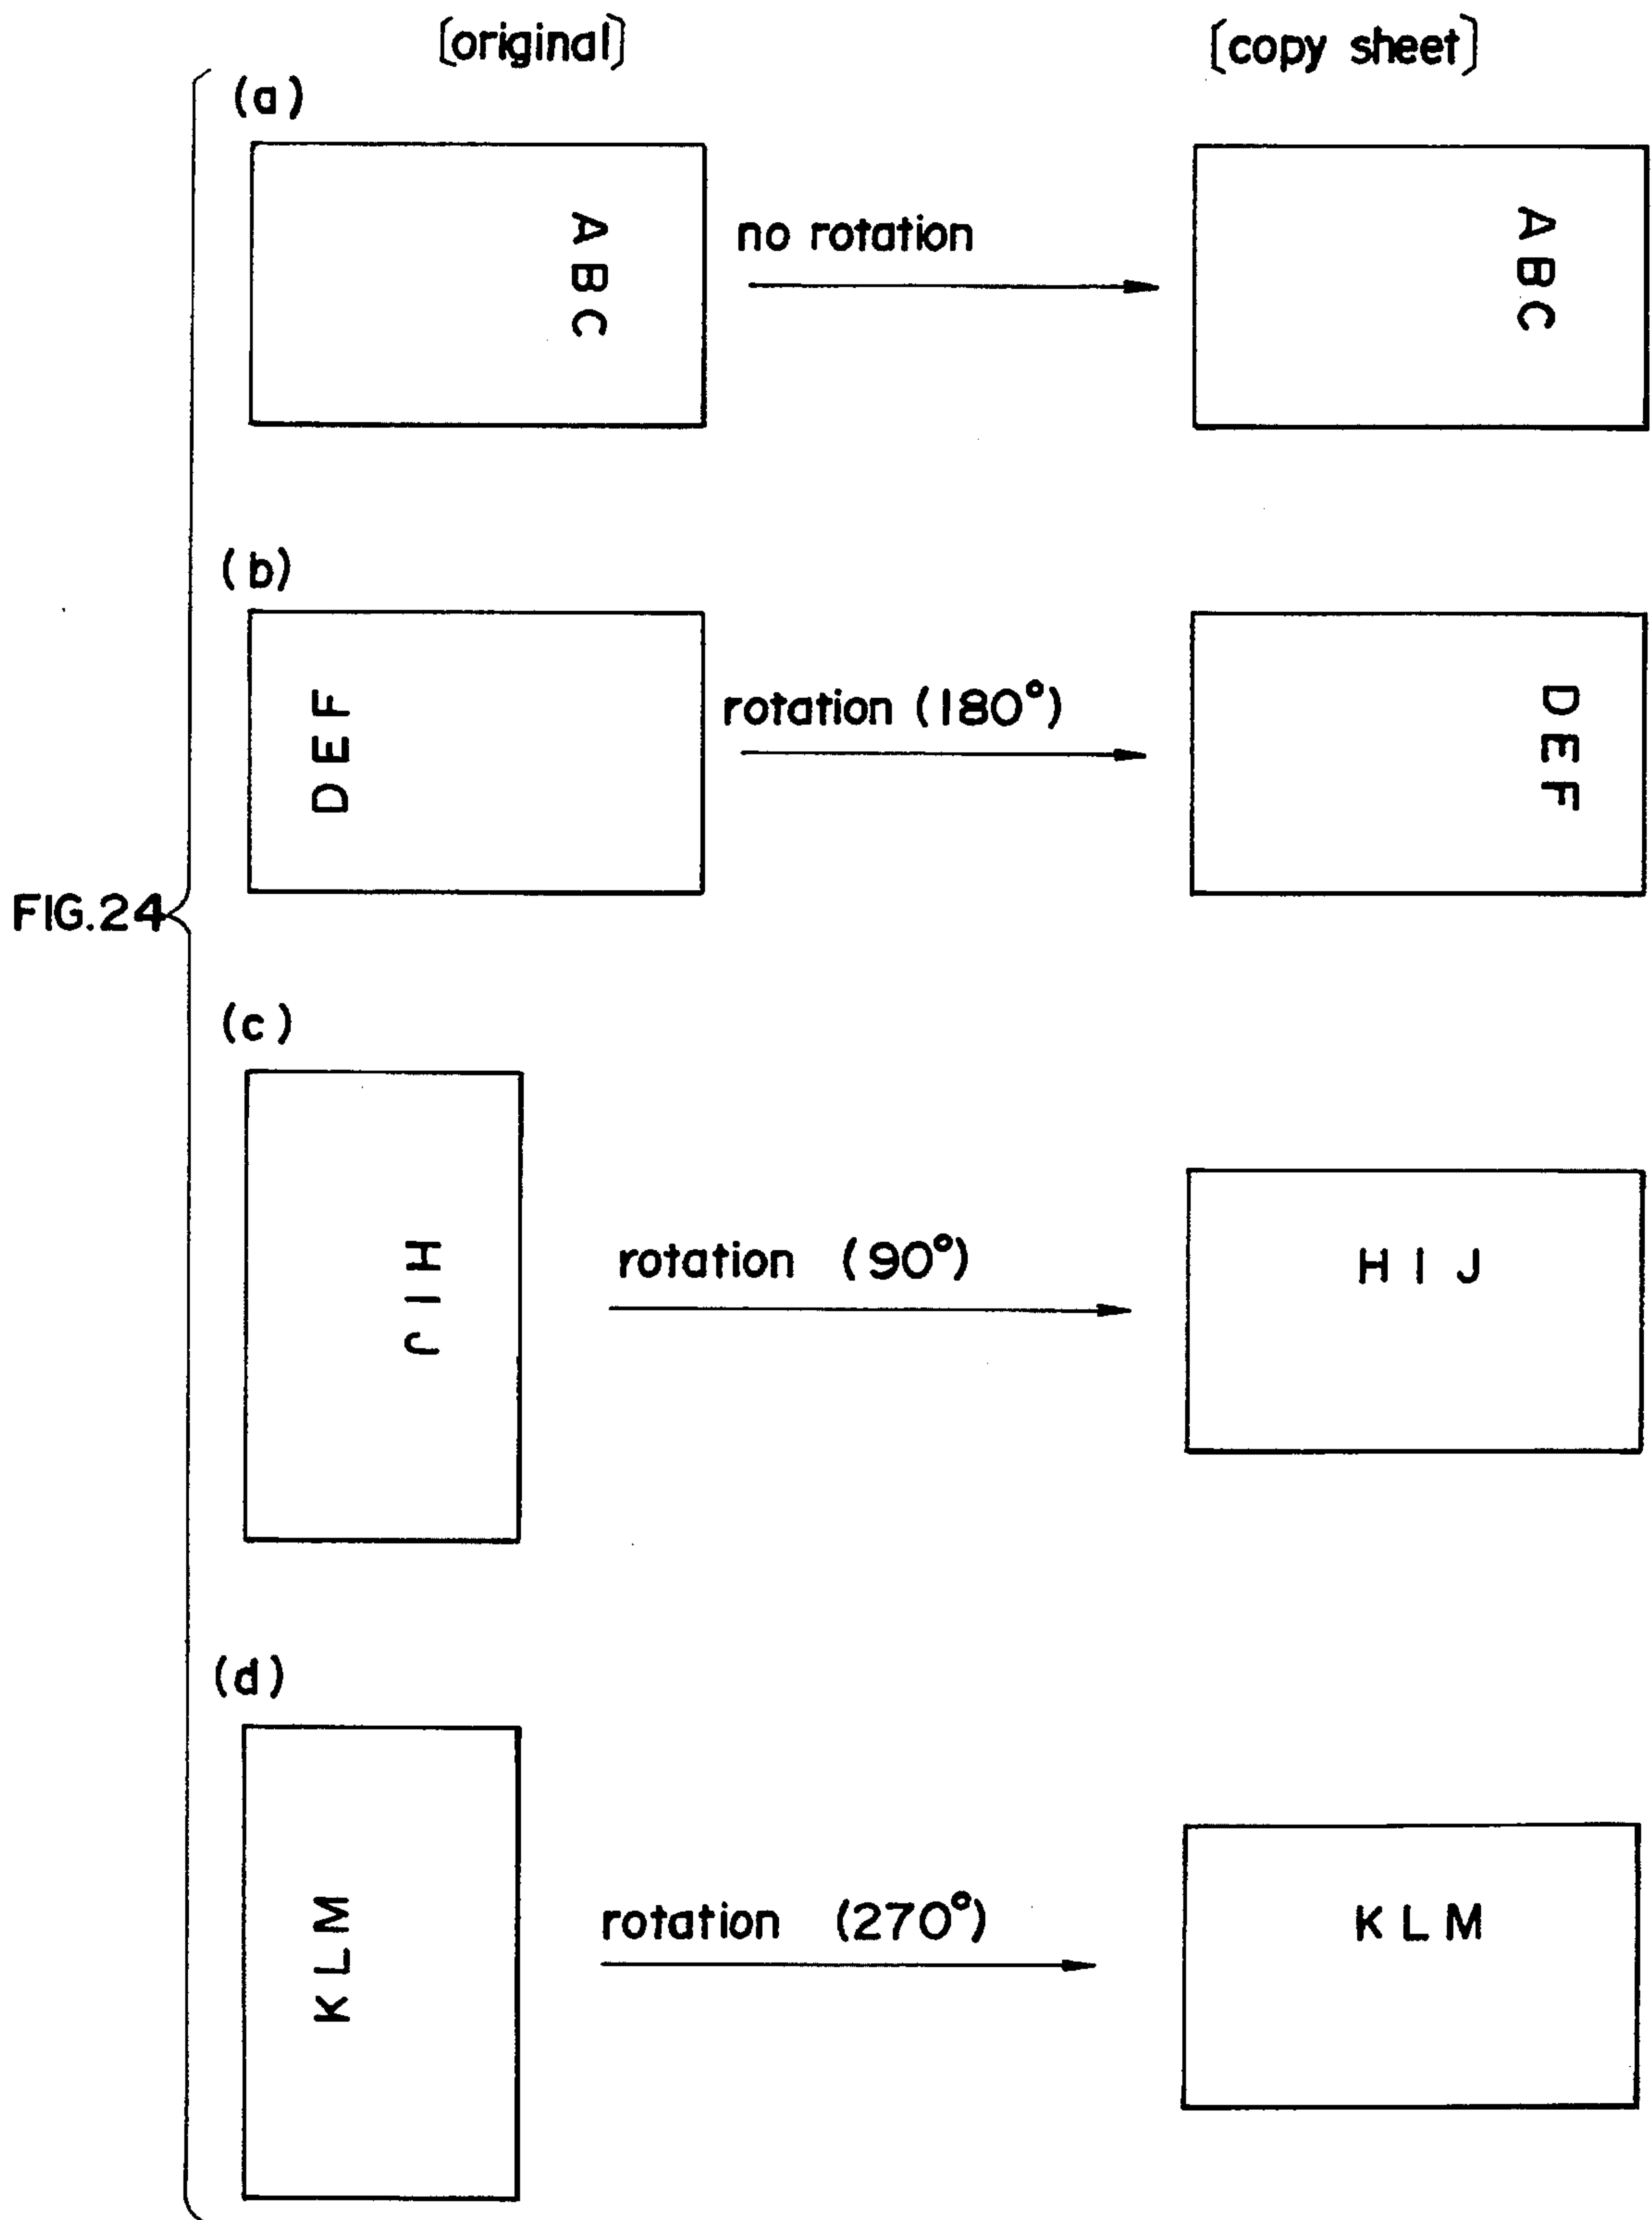 [original] [copy sheet]
(a)
ABC no rotation ABC
(b)
DEF rotation (180°) DEF
FIG.24
(c)
HIJ rotation (90°) HIJ
(d)
KLM rotation (270°) KLM